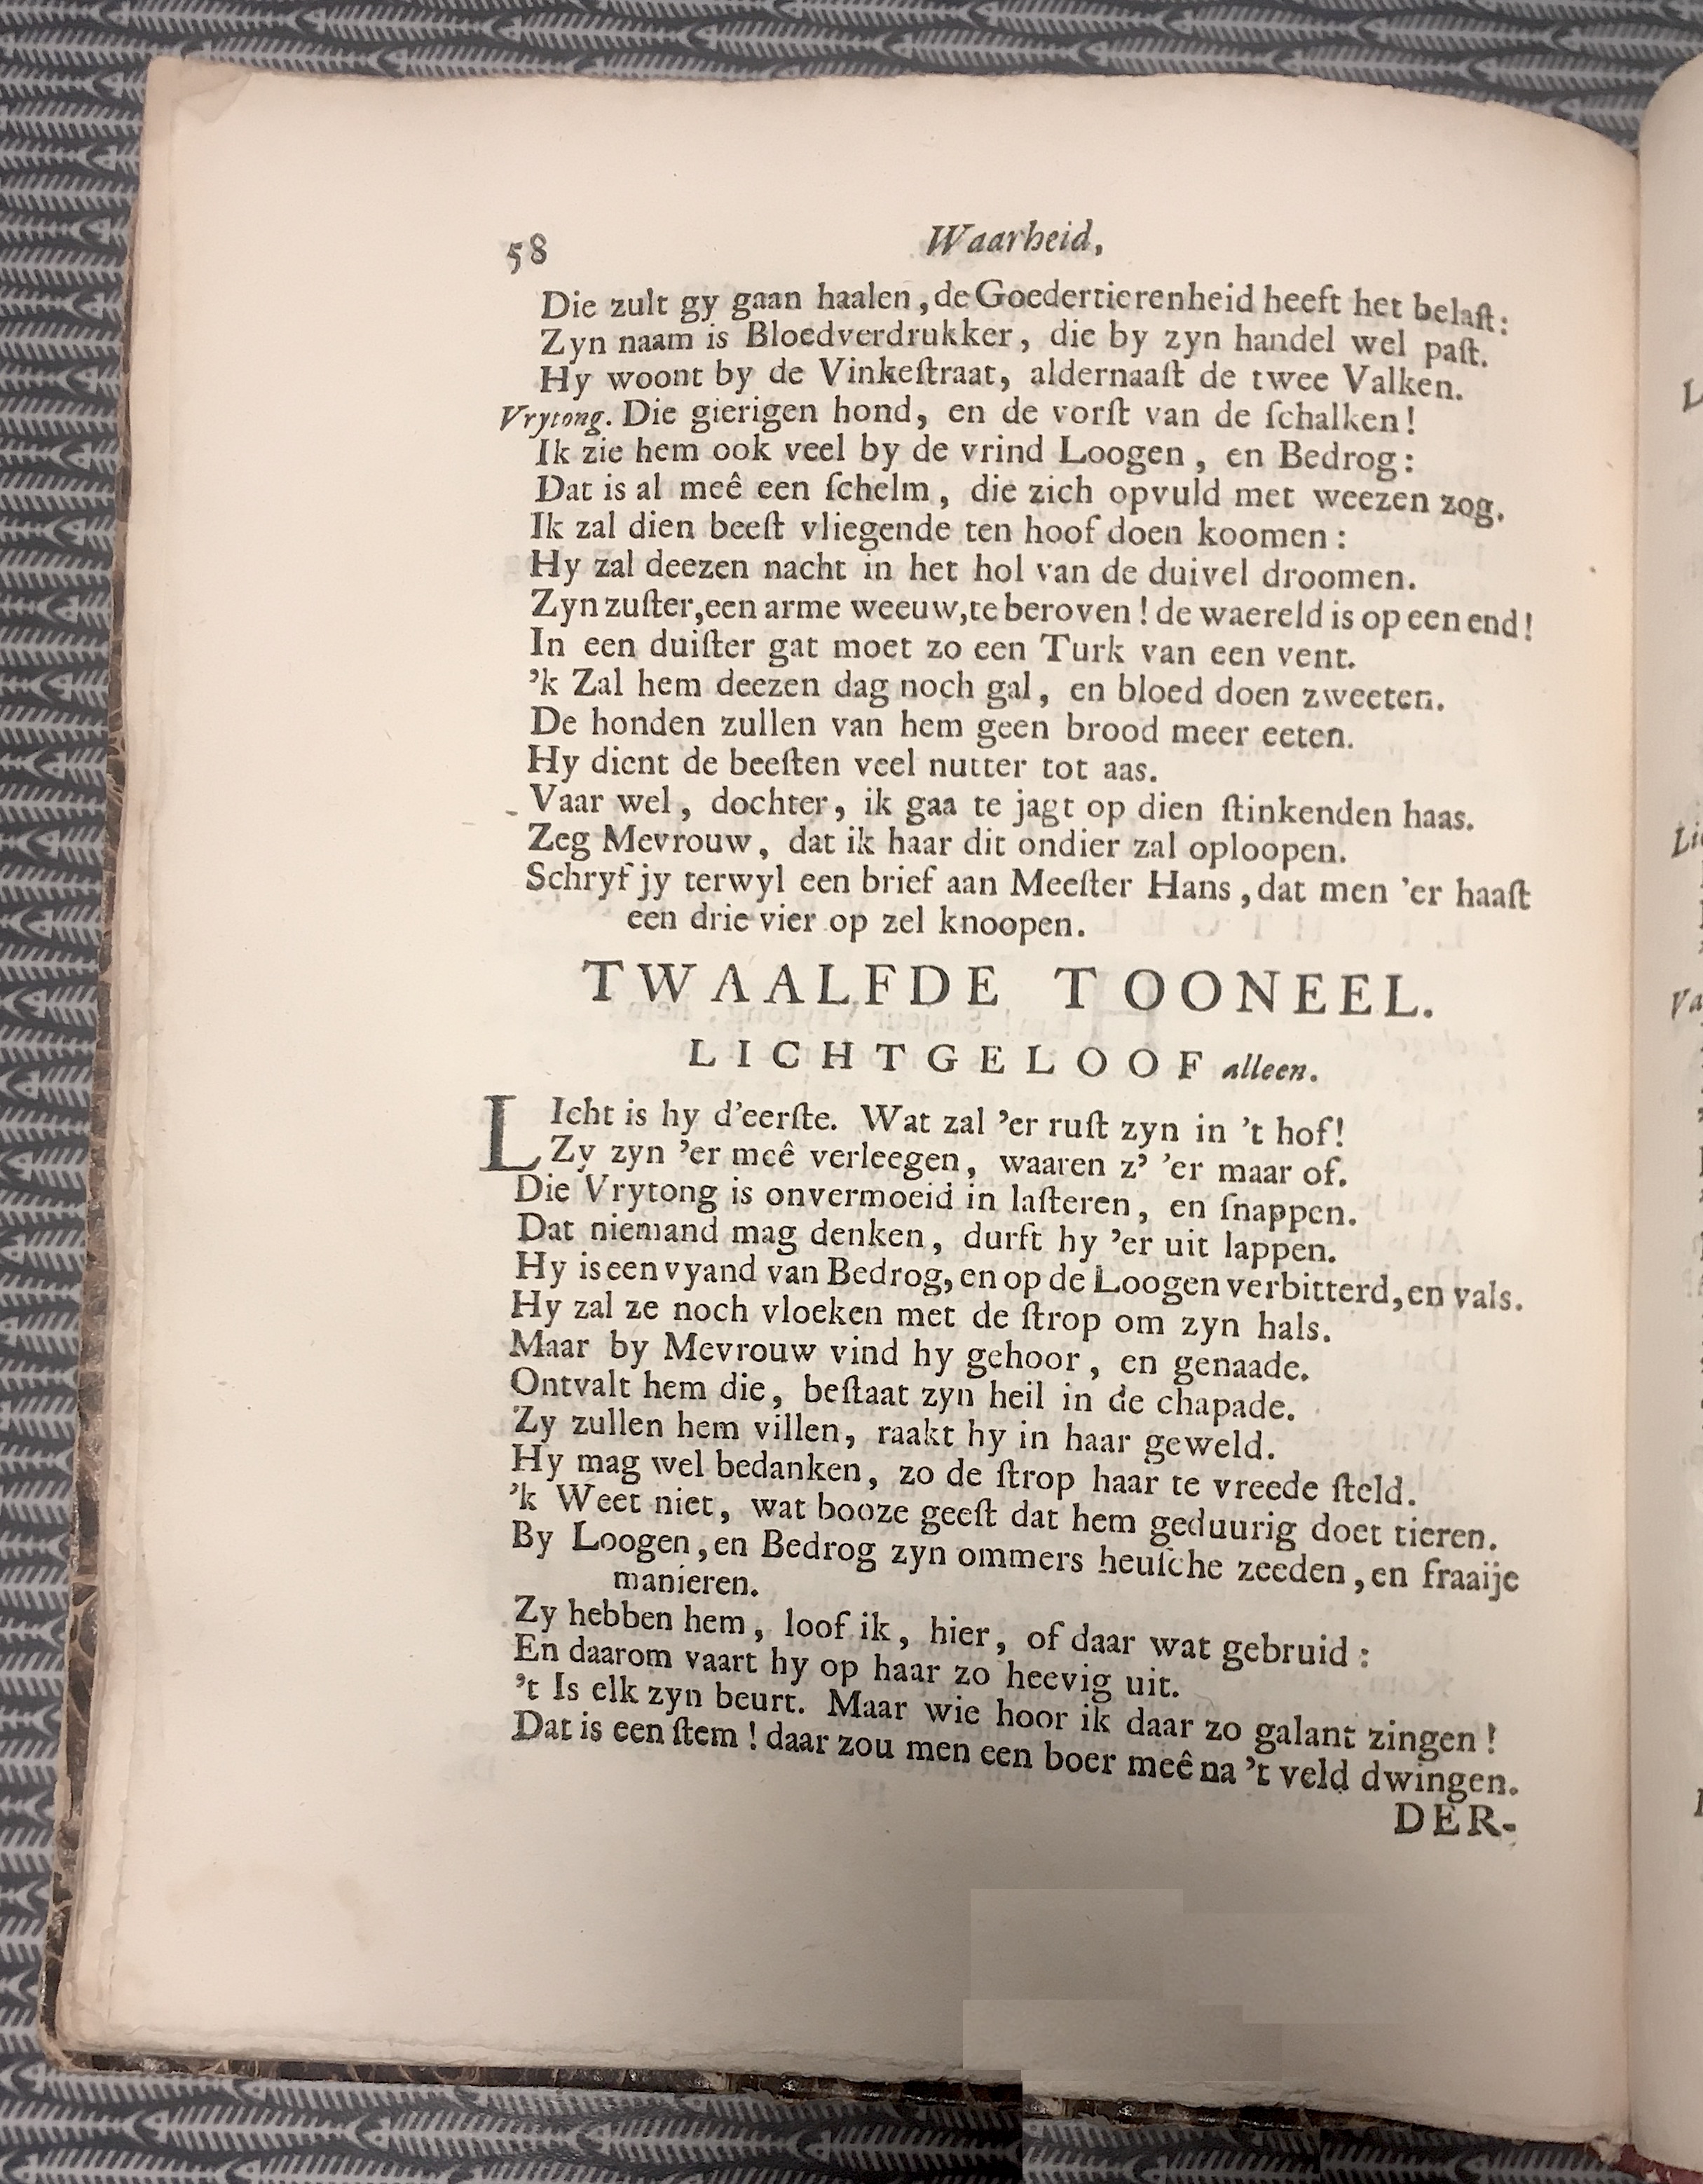 58 Waarheid,
Die zult gy gaan haalen, de Goedertierenheid heeft het belaſt:
Zyn naam is Bloedverdrukker, die by zyn handel wel paſt.
Hy woont by de Vinkeſtraat, aldernaaſt de twee Valken.
Vrytong. Die gierigen hond, en de vorſt van de ſchalken!
Ik zie hem ook veel by de vrind Loogen, en Bedrog:
Dat is al meê een ſchelm, die zich opvuld met weezen zog.
Ik zal dien beeſt vliegende ten hoof doen koomen:
Hy zal deezen nacht in het hol van de duivel droomen.
Zyn zuſter, een arme weeuw, te beroven! de waereld is op een end!
In een duiſter gat moet zo een Turk van een vent.
'k Zal hem deezen dag noch gal, en bloed doen zweeten.
De honden zullen van hem geen brood meer eeten.
Hy dient de beeſten veel nutter tot aas.
Vaar wel, dochter, ik gaa te jagt op dien ſtinkenden haas.
Zeg Mevrouw, dat ik haar dit ondier zal oploopen.
Schryf jy terwyl een brief aan Meeſter Hans, dat men 'er haaſt
een drie vier op zel knoopen.
TWAALFDE TOONEEL.
LICHTGELOOF alleen.
LIcht is hy d'eerſte. Wat zal 'er ruſt zyn in 't hof!
Zy zyn 'er meê verleegen, waaren z' 'er maar of.
Die Vrytong is onvermoeid in laſteren, en ſnappen.
Dat niemand mag denken, durft hy 'er uit lappen.
Hy is een vyand van Bedrog, en op de Loogen verbitterd, en vals.
Hy zal ze noch vloeken met de ſtrop om zyn hals.
Maar by Mevrouw vind hy gehoor, en genaade.
Ontvalt hem die, beſtaat zyn heil in de chapade.
Zy zullen hem villen, raakt hy in haar geweld.
Hy mag wel bedanken, zo de ſtrop haar te vreede ſteld.
'k Weet niet, wat booze geeſt dat hem geduurig doet tieren.
By Loogen, en Bedrog zyn ommers heuſche zeeden, en fraaije
manieren.
Zy hebben hem, loof ik, hier, of daar wat gebruid:
En daarom vaart hy op haar zo heevig uit.
't Is elk zyn beurt. Maar wie hoor ik daar zo galant zingen!
Dat is een ſtem! daar zou men een boer meê na 't veld dwingen.
DER-